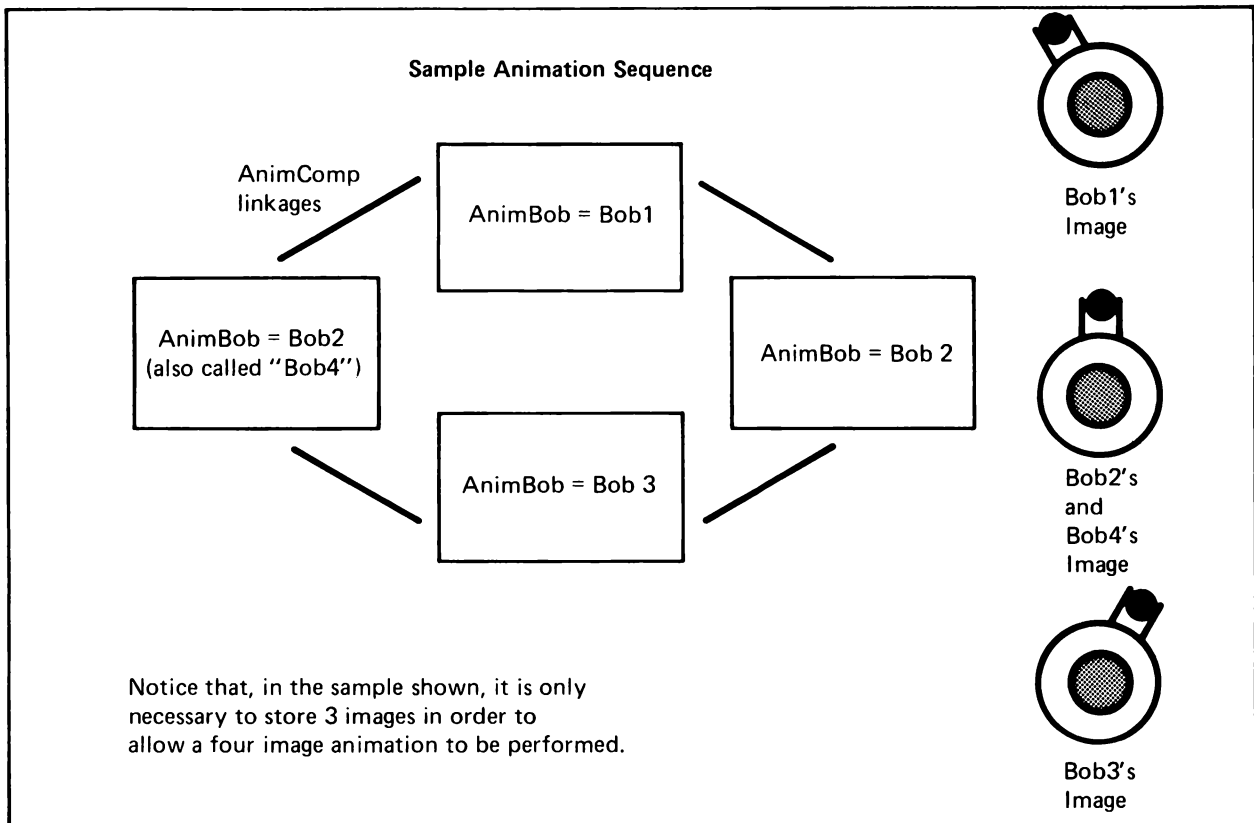 Sample Animation Sequence
AnimComp
linkages
AnimBob = Bob1
AnimBob = Bob2
(also called “Bob4”)
AnimBob = Bob 2
AnimBob = Bob 3
Notice that, in the sample shown, it is only
necessary to store 3 images in order to
allow a four image animation to be performed.
Bob1's
Image
Bob2's
and
Bob4's
Image
Bob3's
Image